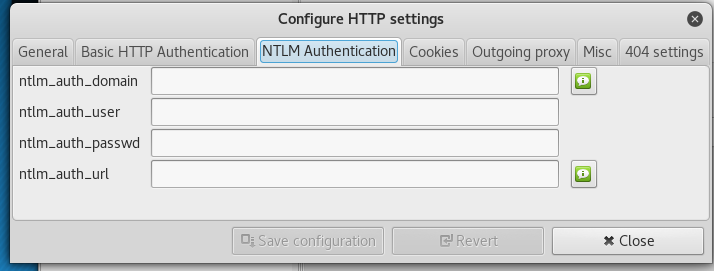 Configure HTTP settings
General Basic HTTP Authentication NTLM Authentication Cookies Outgoing proxy Misc 404 settings
ntlm_auth_domain
ntlm_auth_user
ntlm_auth_passwd
ntlm_auth_url
Save configuration Revert Close